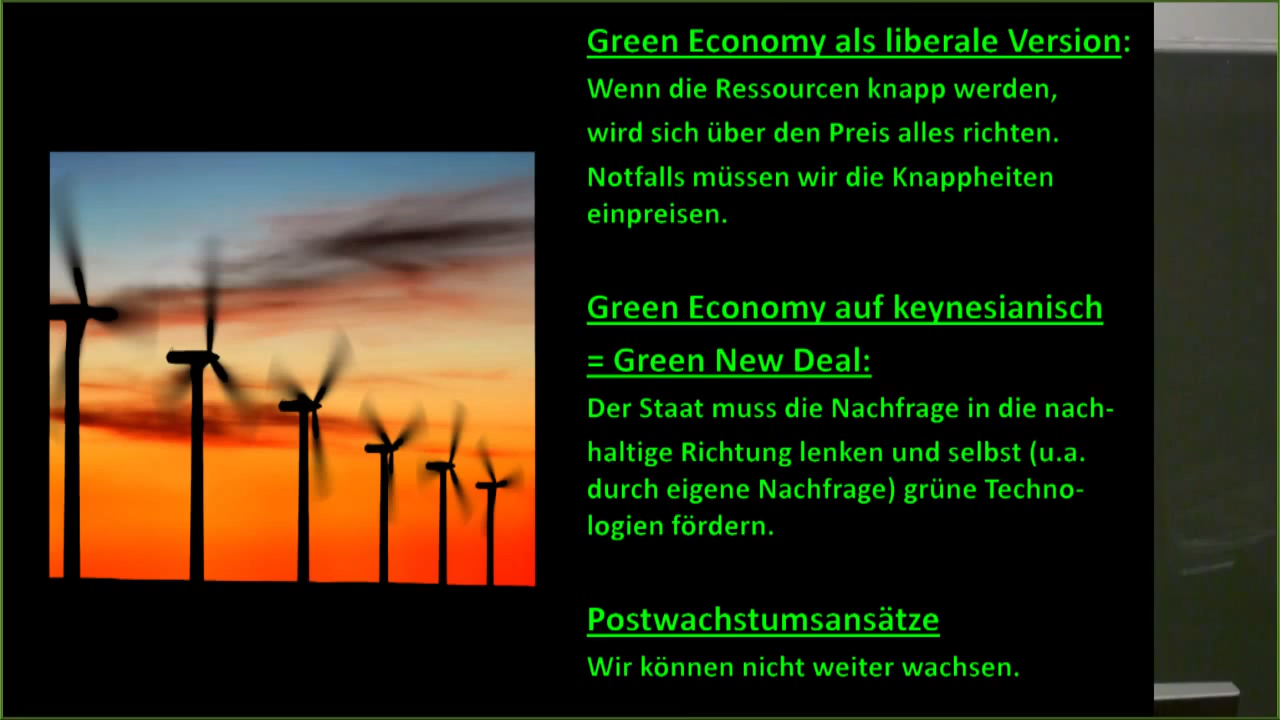 Green Economy als liberale Version:
Wenn die Ressourcen knapp werden,
wird sich über den Preis alles richten.
Notfalls müssen wir die Knappheiten
einpreisen.
Green Economy auf keynesianisch
= Green New Deal:
Der Staat muss die Nachfrage in die nach-
haltige Richtung lenken und selbst (u.a.
durch eigene Nachfrage) grüne Techno-
logien fördern.
Postwachstumsansätze
Wir können nicht weiter wachsen.